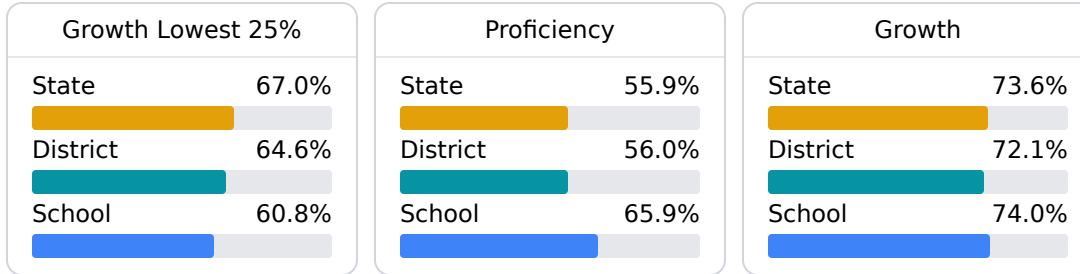 Growth Lowest 25%
State 67.0%
District 64.6%
School 60.8%
Proficiency
State 55.9%
District 56.0%
School 65.9%
Growth
State 73.6%
District 72.1%
School 74.0%